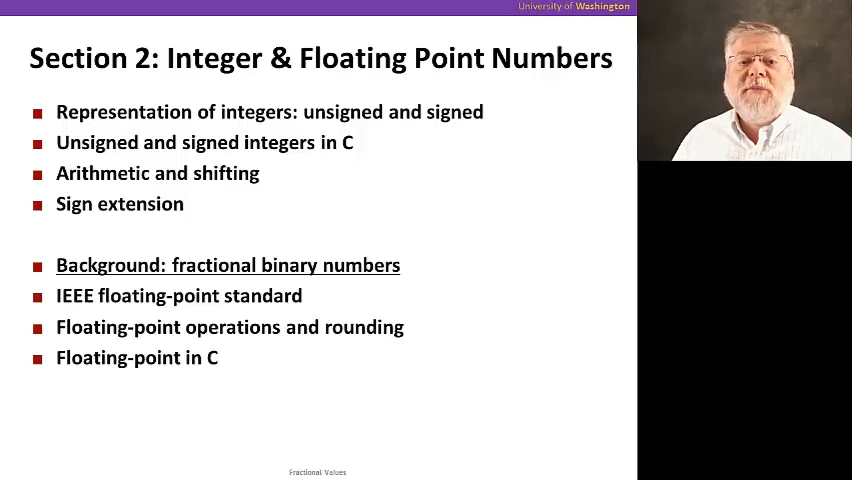 University of Washington
Section 2: Integer & Floating Point Numbers
Representation of integers: unsigned and signed
Unsigned and signed integers in C
Arithmetic and shifting
Sign extension
Background: fractional binary numbers
IEEE floating-point standard
Floating-point operations and rounding
Floating-point in C
Fractional Values